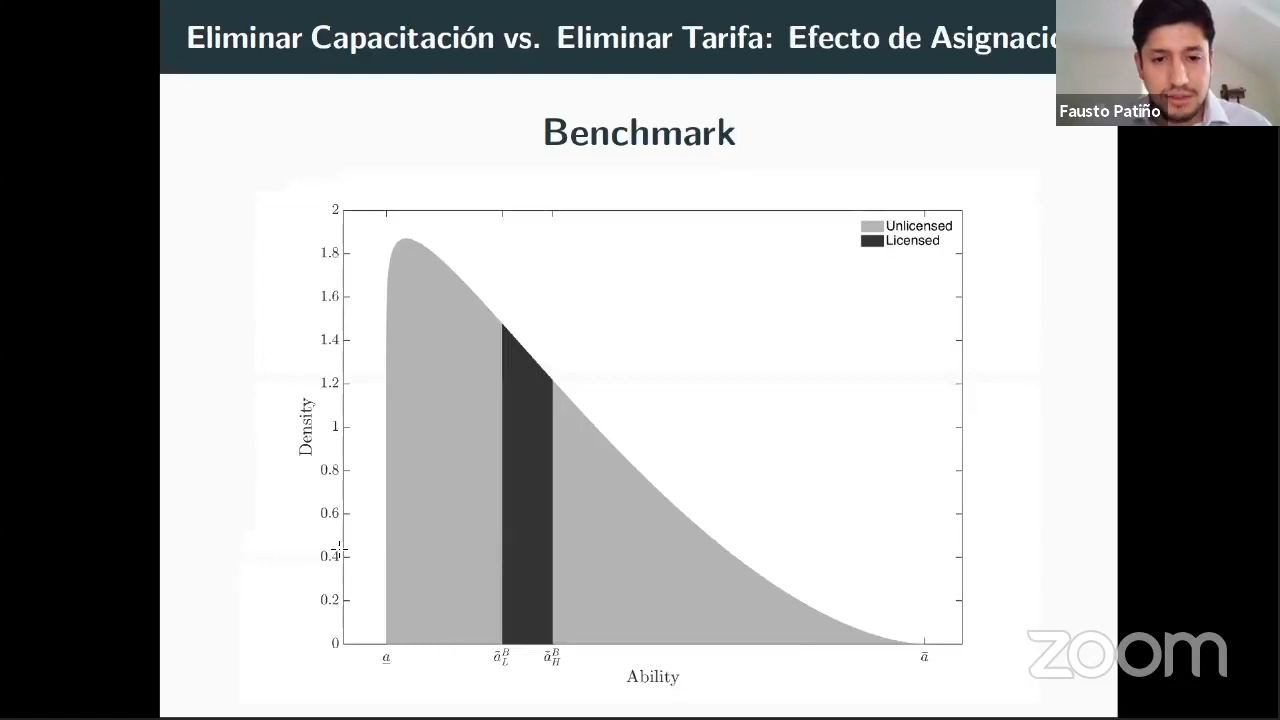 Eliminar Capacitación vs. Eliminar Tarifa: Efecto de Asignació
Fausto Patiño
Benchmark
Unlicensed
Licensed
2
1.8
1.6
1.4
1.2
1
0.8
0.6
0.4
0.2
0
Density
a ã_L^B ã_H^B ā
Ability
zoom